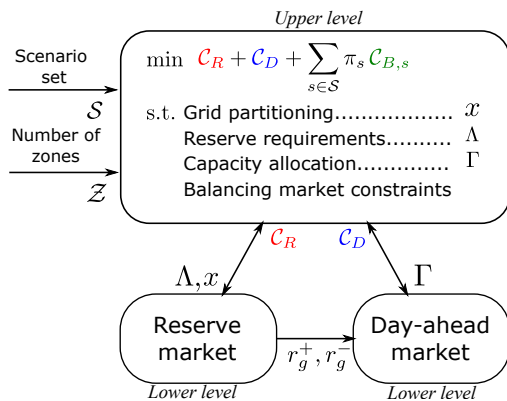 Upper level
Scenario set
𝒮
Number of zones
𝒵
min 𝒞_R + 𝒞_D + ∑_{s∈𝒮} π_s 𝒞_{B,s}
s.t. Grid partitioning.................. x
Reserve requirements.......... Λ
Capacity allocation.............. Γ
Balancing market constraints
𝒞_R 𝒞_D
Λ, x Γ
Reserve market
r_g^+, r_g^-
Day-ahead market
Lower level Lower level